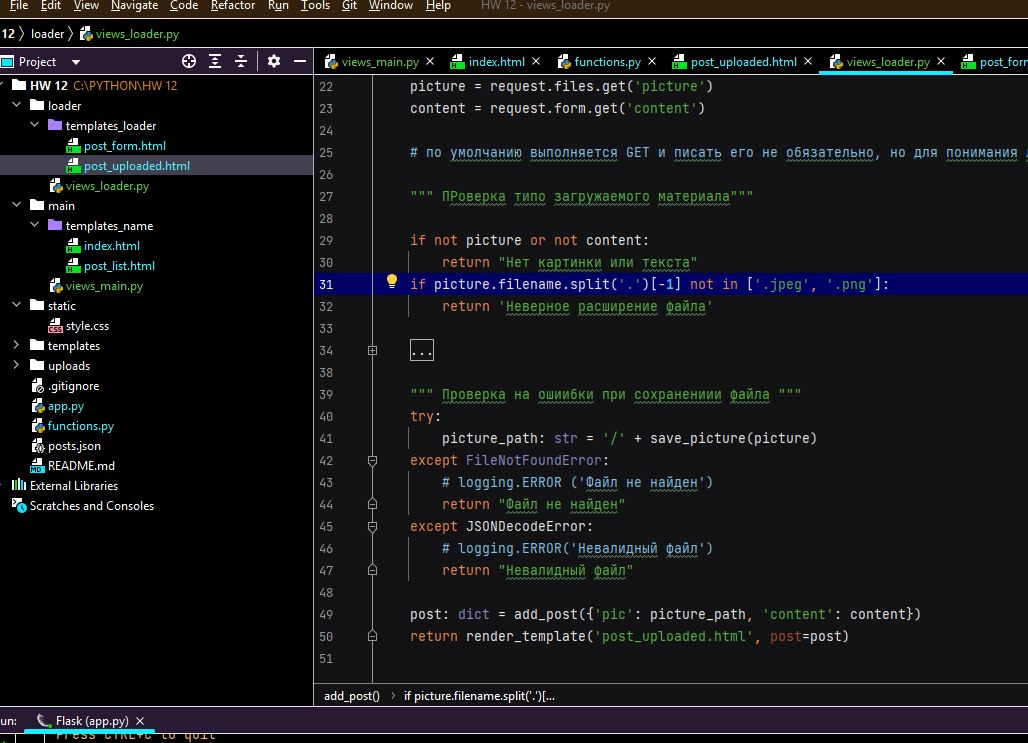 File Edit View Navigate Code Refactor Run Tools Git Window Help HW 12 - views_loader.py
12 loader views_loader.py
Project
views_main.py index.html functions.py post_uploaded.html views_loader.py post_for
HW 12 C:\PYTHON\HW 12
loader
templates_loader
post_form.html
post_uploaded.html
views_loader.py
main
templates_name
index.html
post_list.html
views_main.py
static
style.css
templates
uploads
.gitignore
app.py
functions.py
posts.json
README.md
External Libraries
Scratches and Consoles
22 picture = request.files.get('picture')
23 content = request.form.get('content')
24
25 # по умолчанию выполняется GET и писать его не обязательно, но для понимания
26
27 """ ПРоверка типо загружаемого материала"""
28
29 if not picture or not content:
30 return "Нет картинки или текста"
31 if picture.filename.split('.')[-1] not in ['.jpeg', '.png']:
32 return 'Неверное расширение файла'
33
34 ...
38
39 """ Проверка на ошиибки при сохранениии файла """
40 try:
41 picture_path: str = '/' + save_picture(picture)
42 except FileNotFoundError:
43 # logging.ERROR ('Файл не найден')
44 return "Файл не найден"
45 except JSONDecodeError:
46 # logging.ERROR('Невалидный файл')
47 return "Невалидный файл"
48
49 post: dict = add_post({'pic': picture_path, 'content': content})
50 return render_template('post_uploaded.html', post=post)
51
add_post() if picture.filename.split('.')[...
un: Flask (app.py)
Press CTRL+C to quit